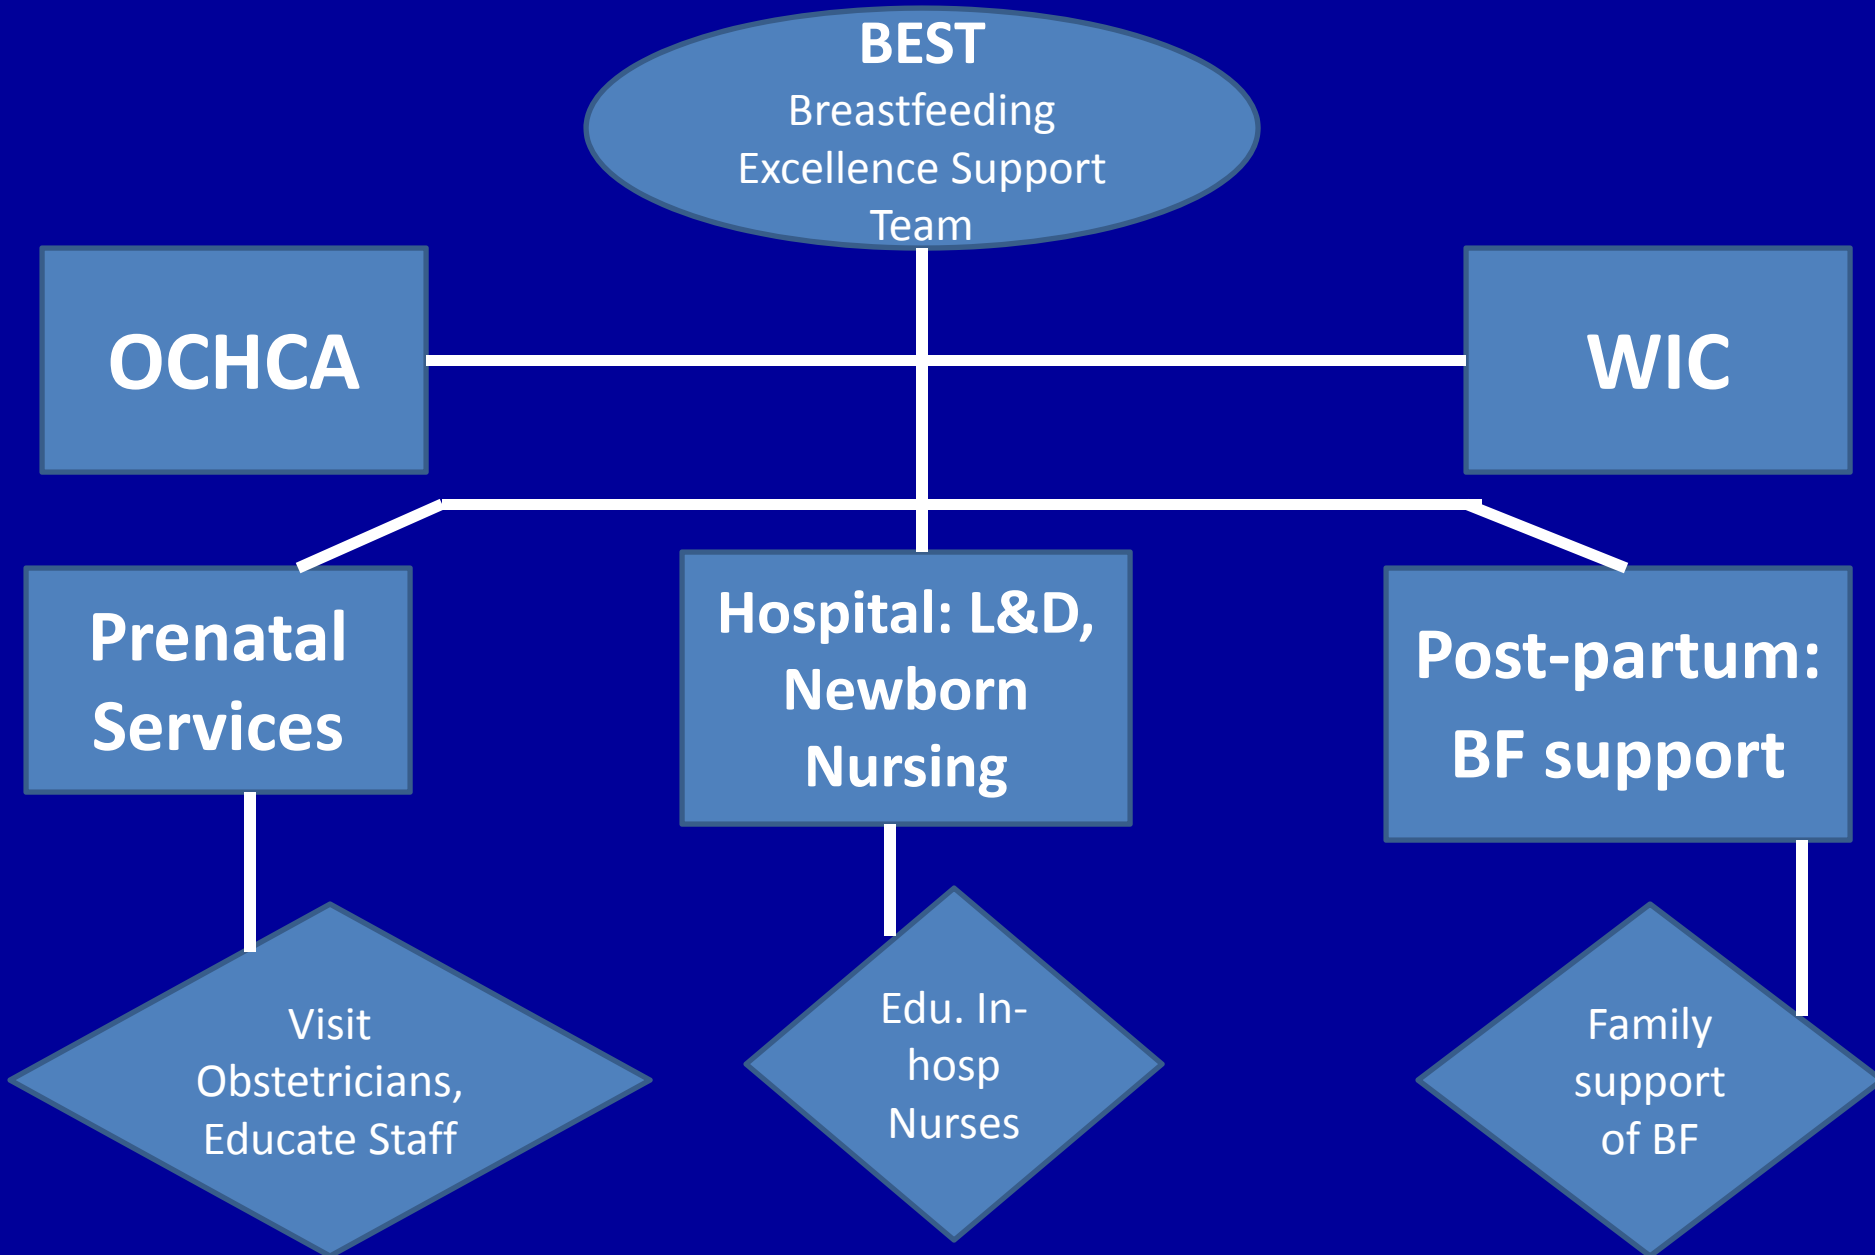 BEST
Breastfeeding
Excellence Support
Team
OCHCA
WIC
Prenatal
Services
Hospital: L&D,
Newborn
Nursing
Post-partum:
BF support
Visit
Obstetricians,
Educate Staff
Edu. In-
hosp
Nurses
Family
support
of BF